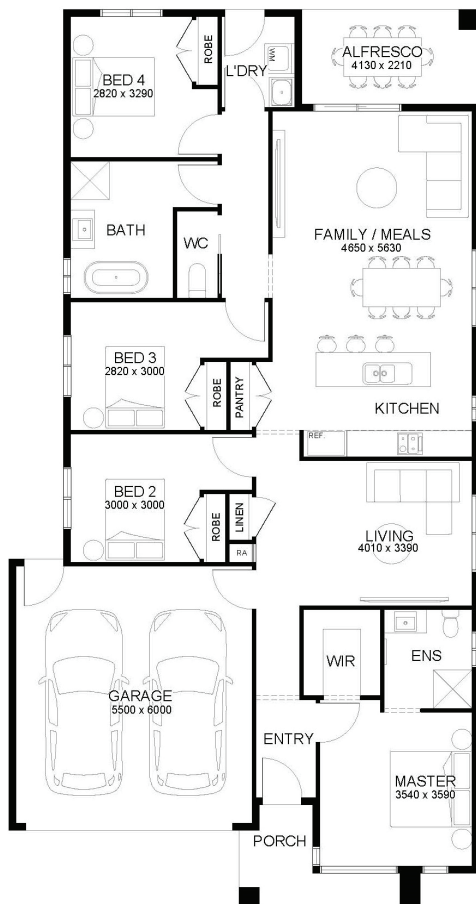 BED 4
2820 x 3290
ROBE
L'DRY
WM
ALFRESCO
4130 x 2210
BATH
WC
FAMILY / MEALS
4650 x 5630
BED 3
2820 x 3000
ROBE
PANTRY
KITCHEN
REF.
BED 2
3000 x 3000
ROBE
LINEN
RA
LIVING
4010 x 3390
WIR
ENS
GARAGE
5500 x 6000
ENTRY
MASTER
3540 x 3590
PORCH